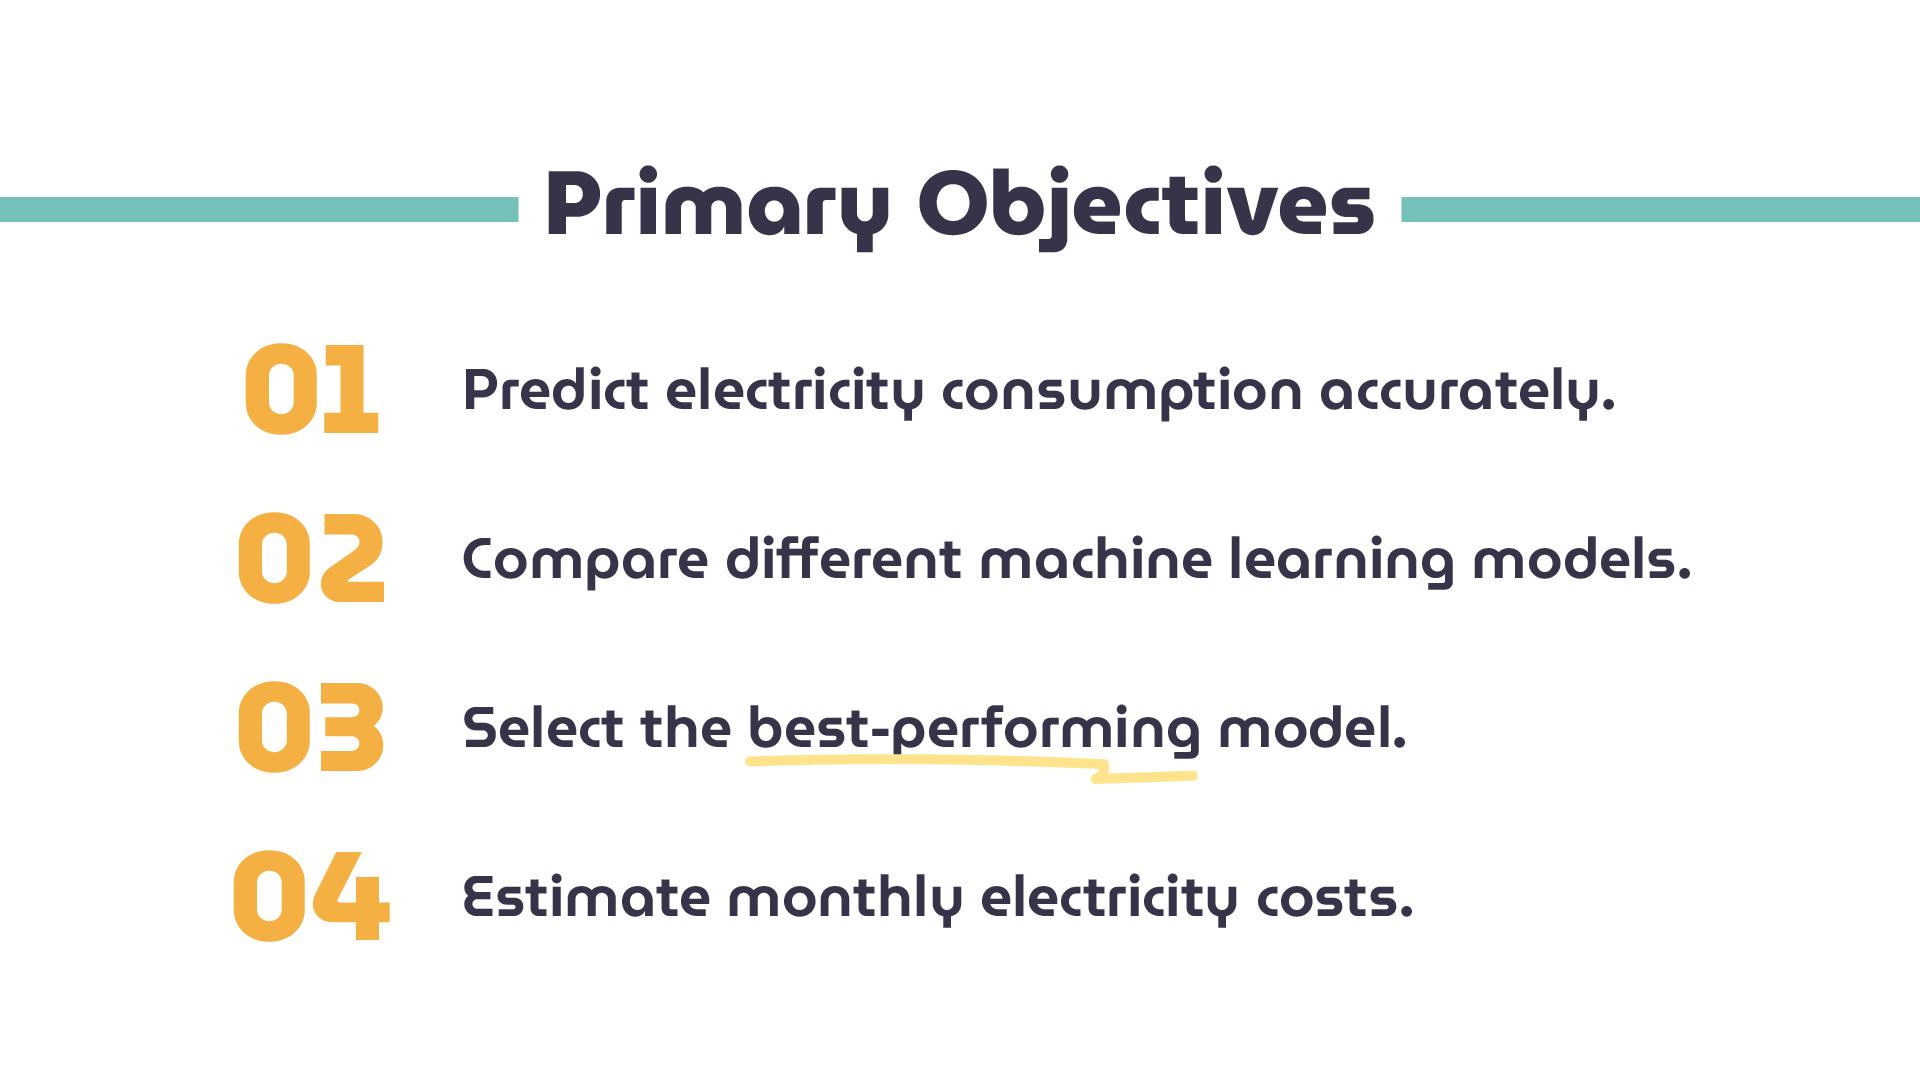 Primary Objectives
01 Predict electricity consumption accurately.
02 Compare different machine learning models.
03 Select the best-performing model.
04 Estimate monthly electricity costs.